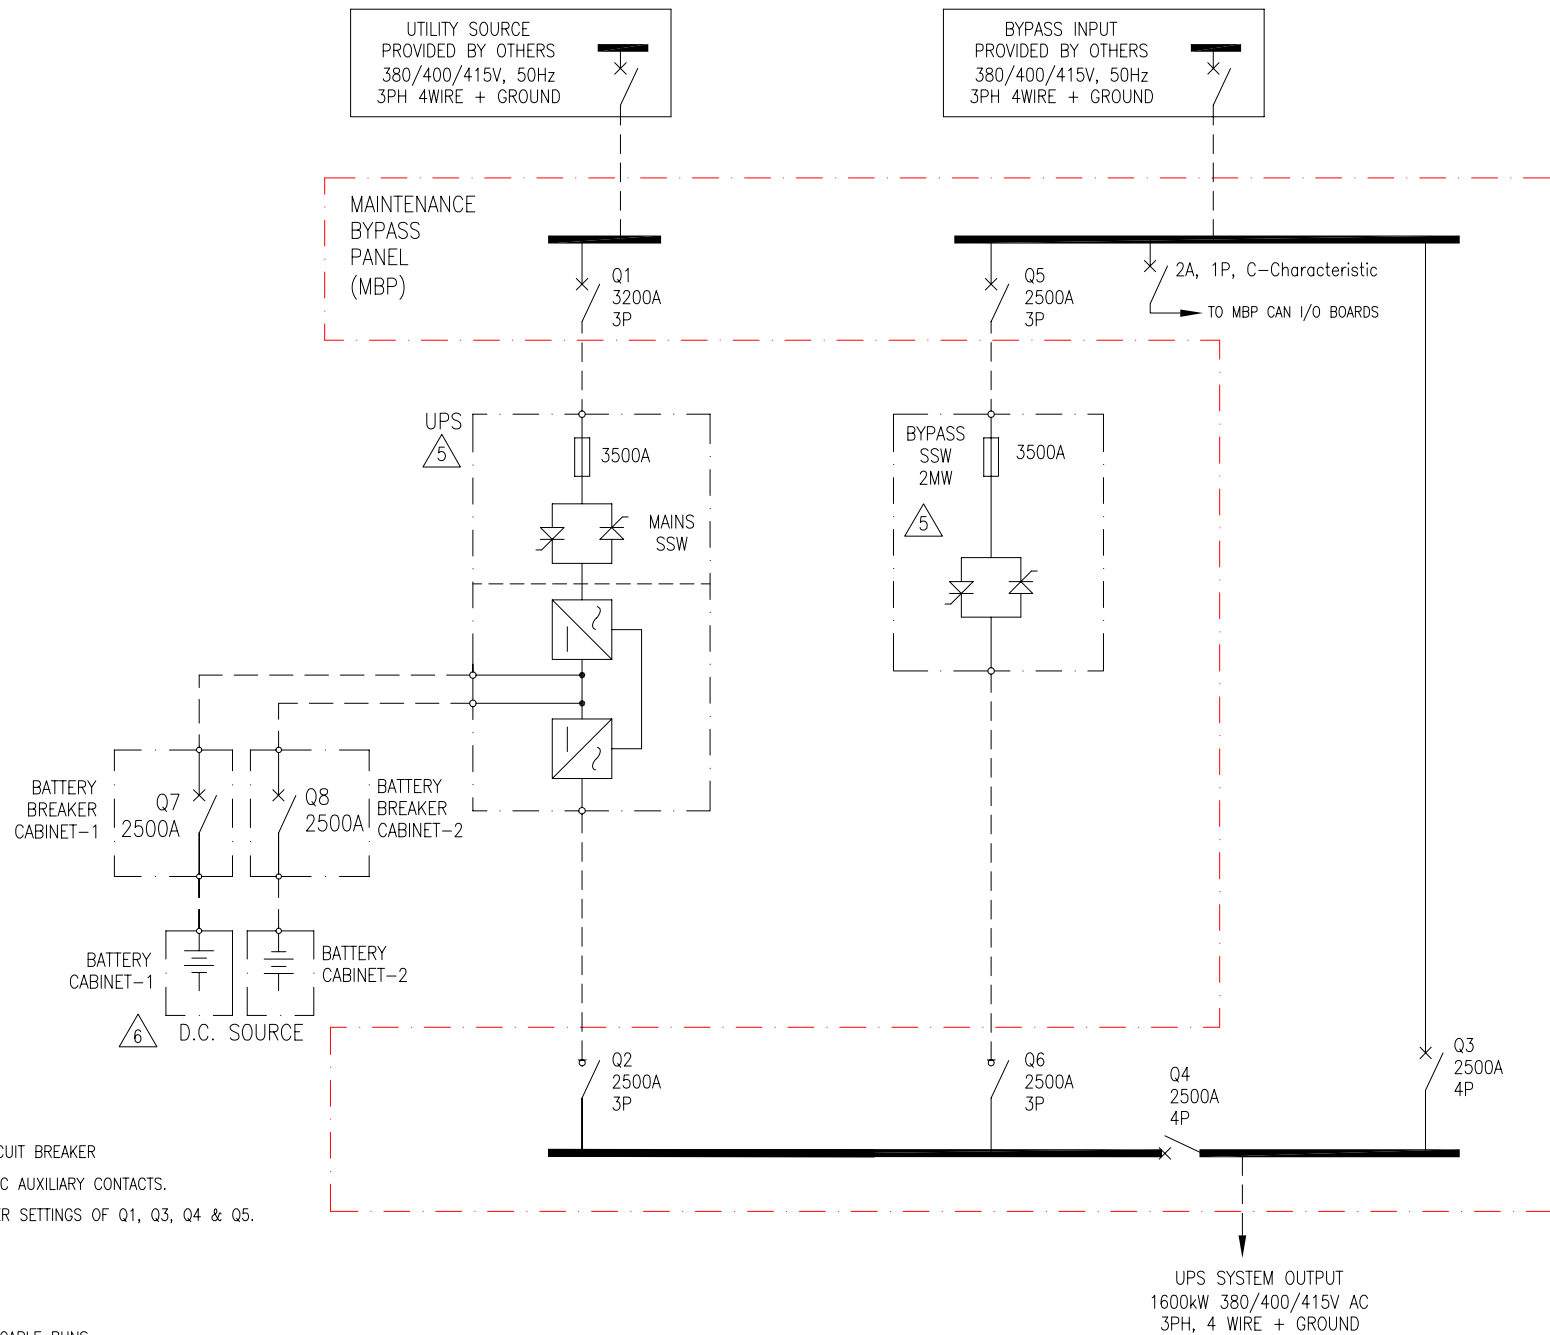 UTILITY SOURCE
PROVIDED BY OTHERS
380/400/415V, 50Hz
3PH 4WIRE + GROUND
BYPASS INPUT
PROVIDED BY OTHERS
380/400/415V, 50Hz
3PH 4WIRE + GROUND
MAINTENANCE
BYPASS
PANEL
(MBP)
Q1
3200A
3P
Q5
2500A
3P
2A, 1P, C-Characteristic
TO MBP CAN I/O BOARDS
UPS
5
3500A
MAINS
SSW
BYPASS
SSW
2MW
5
3500A
BATTERY
BREAKER
CABINET-1
Q7
2500A
Q8
2500A
BATTERY
BREAKER
CABINET-2
BATTERY
CABINET-1
BATTERY
CABINET-2
6
D.C. SOURCE
Q2
2500A
3P
Q6
2500A
3P
Q4
2500A
4P
Q3
2500A
4P
CUIT BREAKER
C AUXILIARY CONTACTS.
ER SETTINGS OF Q1, Q3, Q4 & Q5.
UPS SYSTEM OUTPUT
1600kW 380/400/415V AC
3PH, 4 WIRE + GROUND